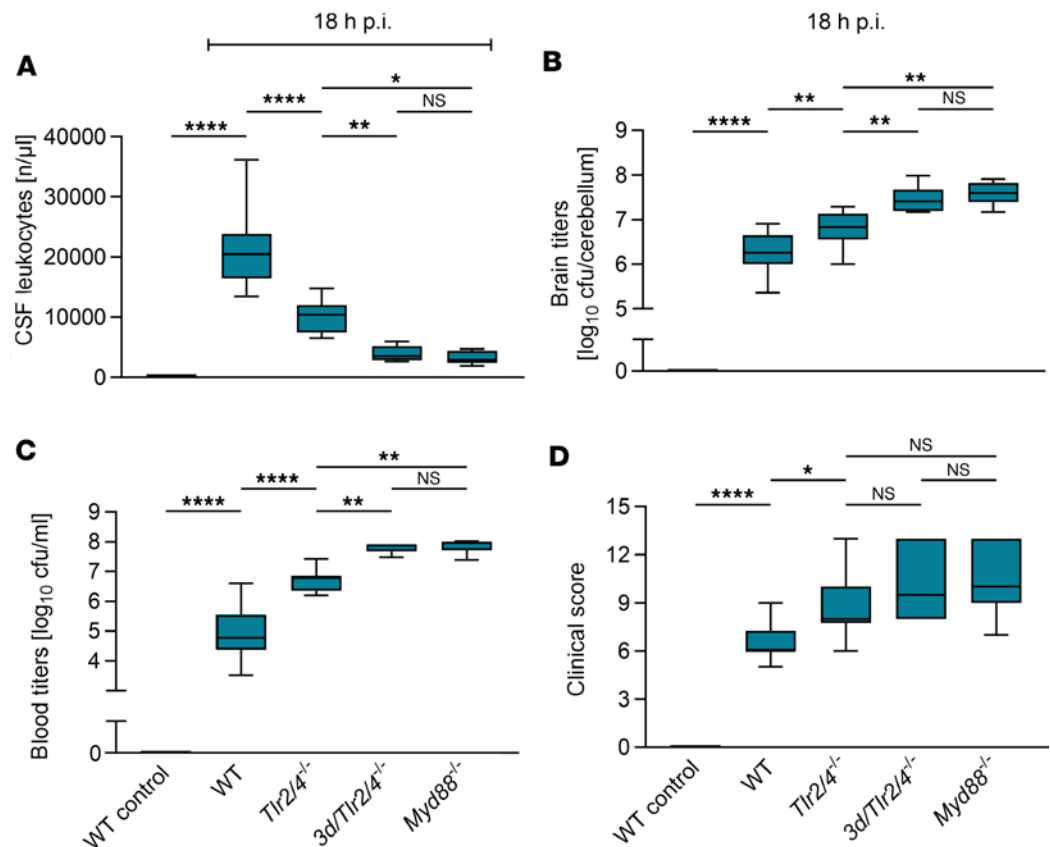 18 h p.i.
A
* 
**** NS
**** **
CSF leukocytes [n/µl]
40000
30000
20000
10000
0
18 h p.i.
B
**
** NS
**** **
Brain titers
[log10 cfu/cerebellum]
9
8
7
6
5
0
C
**
**** NS
**** **
Blood titers [log10 cfu/ml]
9
8
7
6
5
4
0
WT control
WT
Tlr2/4-/-
3d/Tlr2/4-/-
Myd88-/-
D
NS
* NS
**** NS
Clinical score
15
12
9
6
3
0
WT control
WT
Tlr2/4-/-
3d/Tlr2/4-/-
Myd88-/-